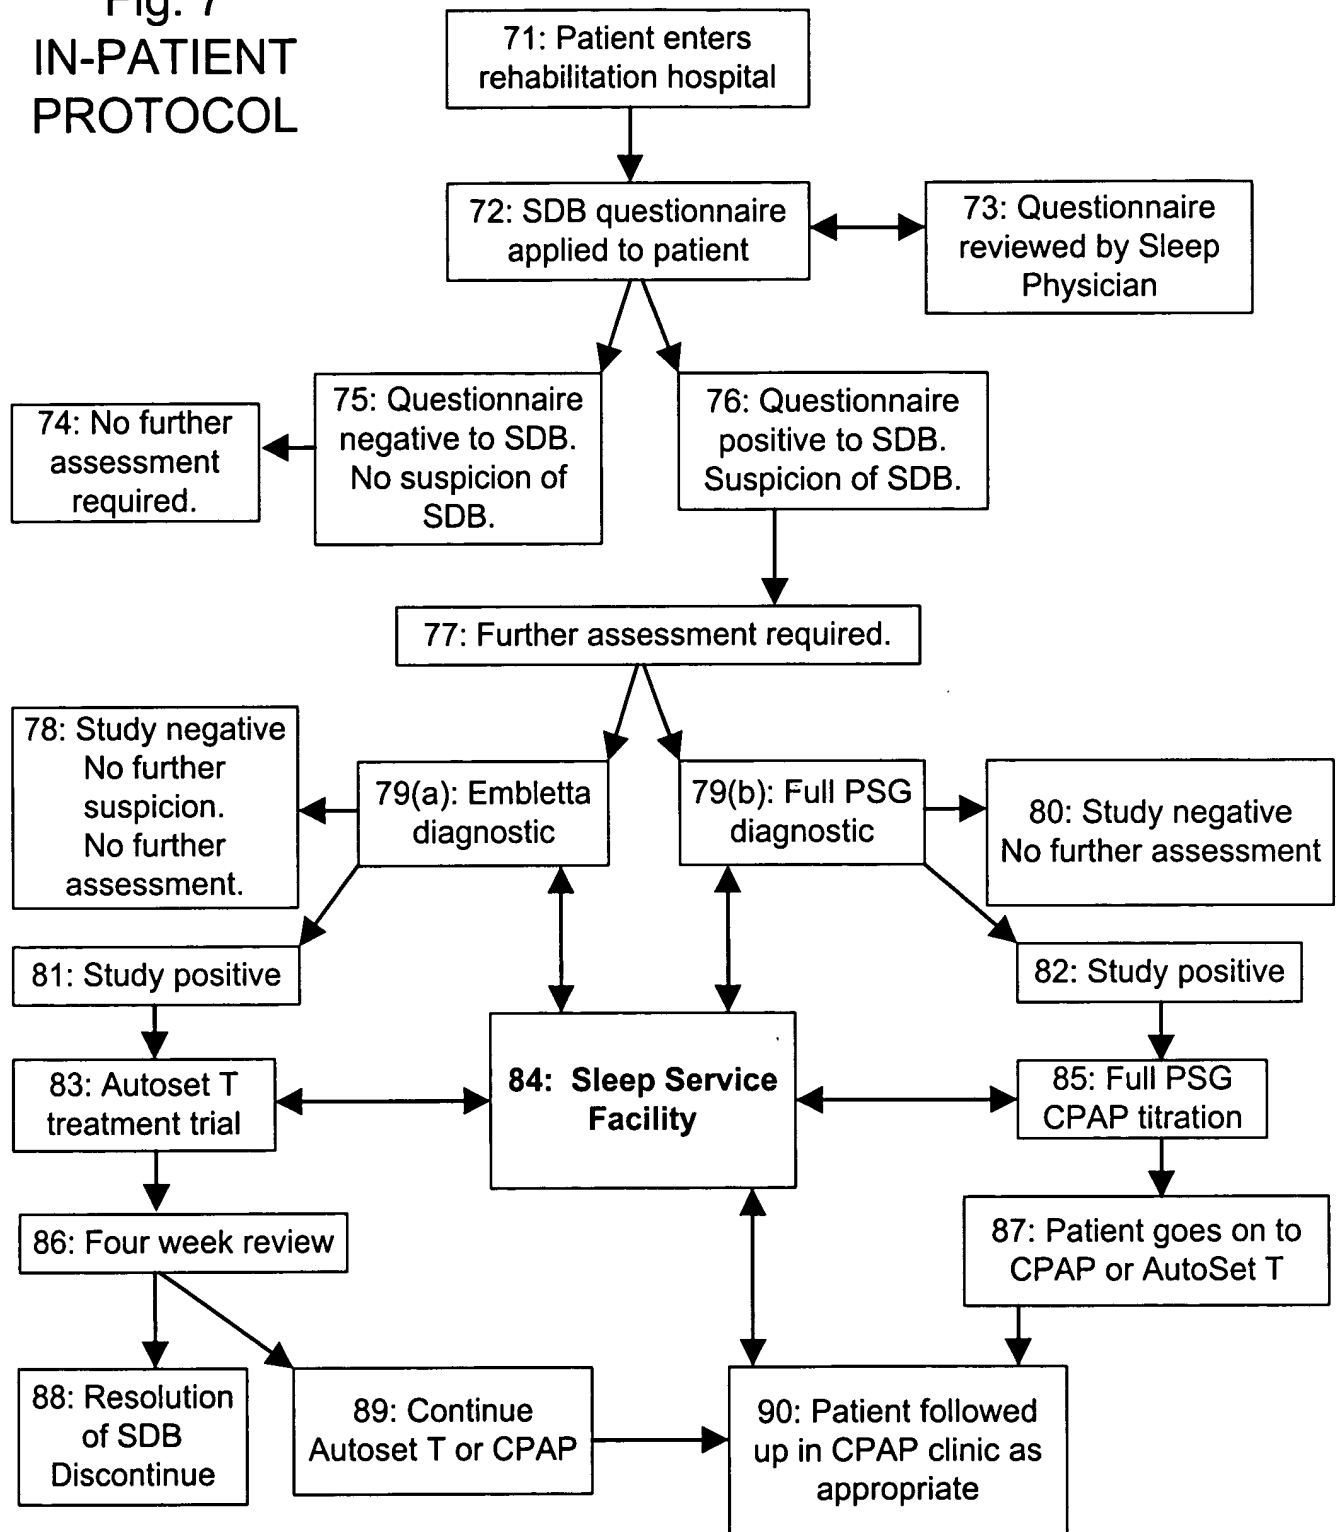 Fig. 7
IN-PATIENT
PROTOCOL
71: Patient enters
rehabilitation hospital
72: SDB questionnaire
applied to patient
73: Questionnaire
reviewed by Sleep
Physician
74: No further
assessment
required.
75: Questionnaire
negative to SDB.
No suspicion of
SDB.
76: Questionnaire
positive to SDB.
Suspicion of SDB.
77: Further assessment required.
78: Study negative
No further
suspicion.
No further
assessment.
79(a): Embletta
diagnostic
79(b): Full PSG
diagnostic
80: Study negative
No further assessment
81: Study positive
82: Study positive
83: Autoset T
treatment trial
84: Sleep Service
Facility
85: Full PSG
CPAP titration
86: Four week review
87: Patient goes on to
CPAP or AutoSet T
88: Resolution
of SDB
Discontinue
89: Continue
Autoset T or CPAP
90: Patient followed
up in CPAP clinic as
appropriate